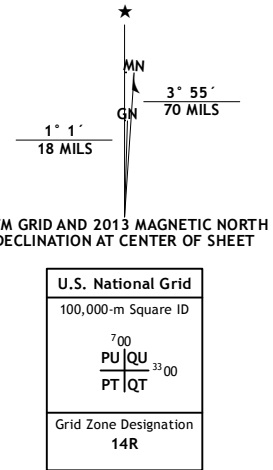 ★
MN
3° 55´
70 MILS
GN
1° 1´
18 MILS
GRID AND 2013 MAGNETIC NORTH
DECLINATION AT CENTER OF SHEET
U.S. National Grid
100,000-m Square ID
⁷00
PU QU
³³00
PT QT
Grid Zone Designation
14R